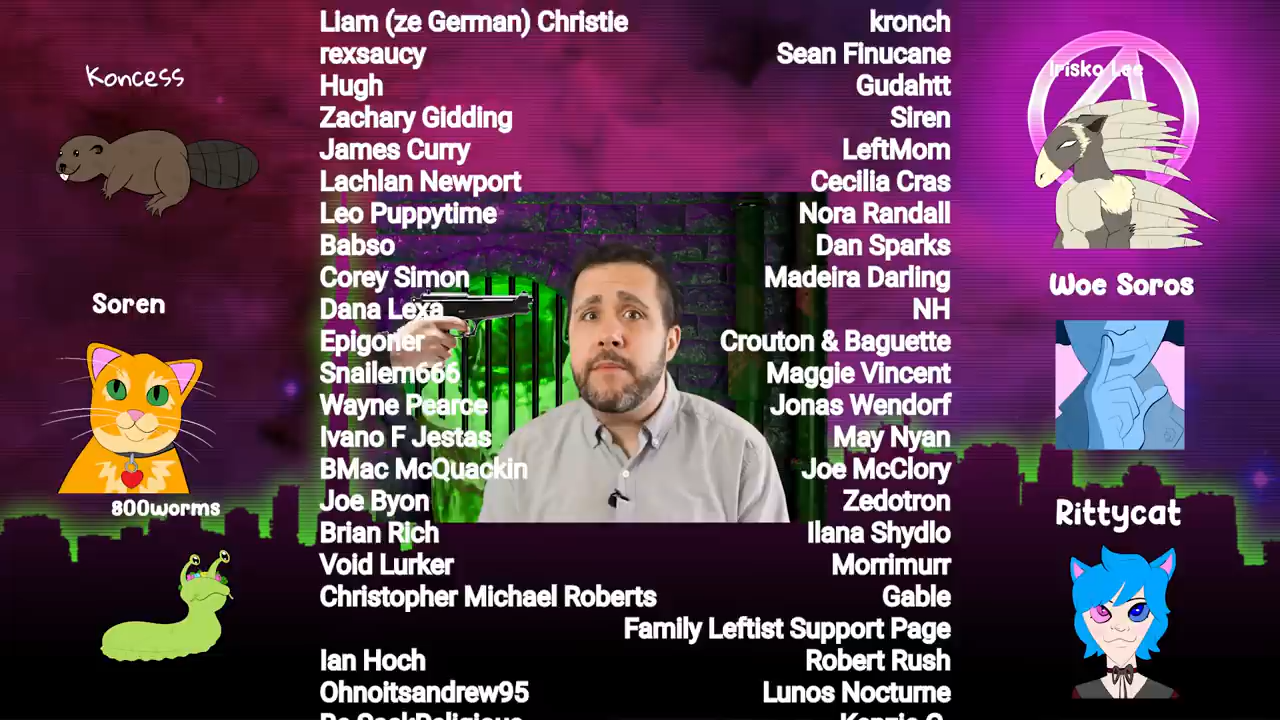 Koncess
Soren
800worms
Liam (ze German) Christie
rexsaucy
Hugh
Zachary Gidding
James Curry
Lachlan Newport
Leo Puppytime
Babso
Corey Simon
Dana Lexa
Epigoner
Snailem666
Wayne Pearce
Ivano F Jestas
BMac McQuackin
Joe Byon
Brian Rich
Void Lurker
Christopher Michael Roberts
Ian Hoch
Ohnoitsandrew95
kronch
Sean Finucane
Gudahtt
Siren
LeftMom
Cecilia Cras
Nora Randall
Dan Sparks
Madeira Darling
NH
Crouton & Baguette
Maggie Vincent
Jonas Wendorf
May Nyan
Joe McClory
Zedotron
Ilana Shydlo
Morrimurr
Gable
Family Leftist Support Page
Robert Rush
Lunos Nocturne
Irisko Lee
Woe Soros
Rittycat